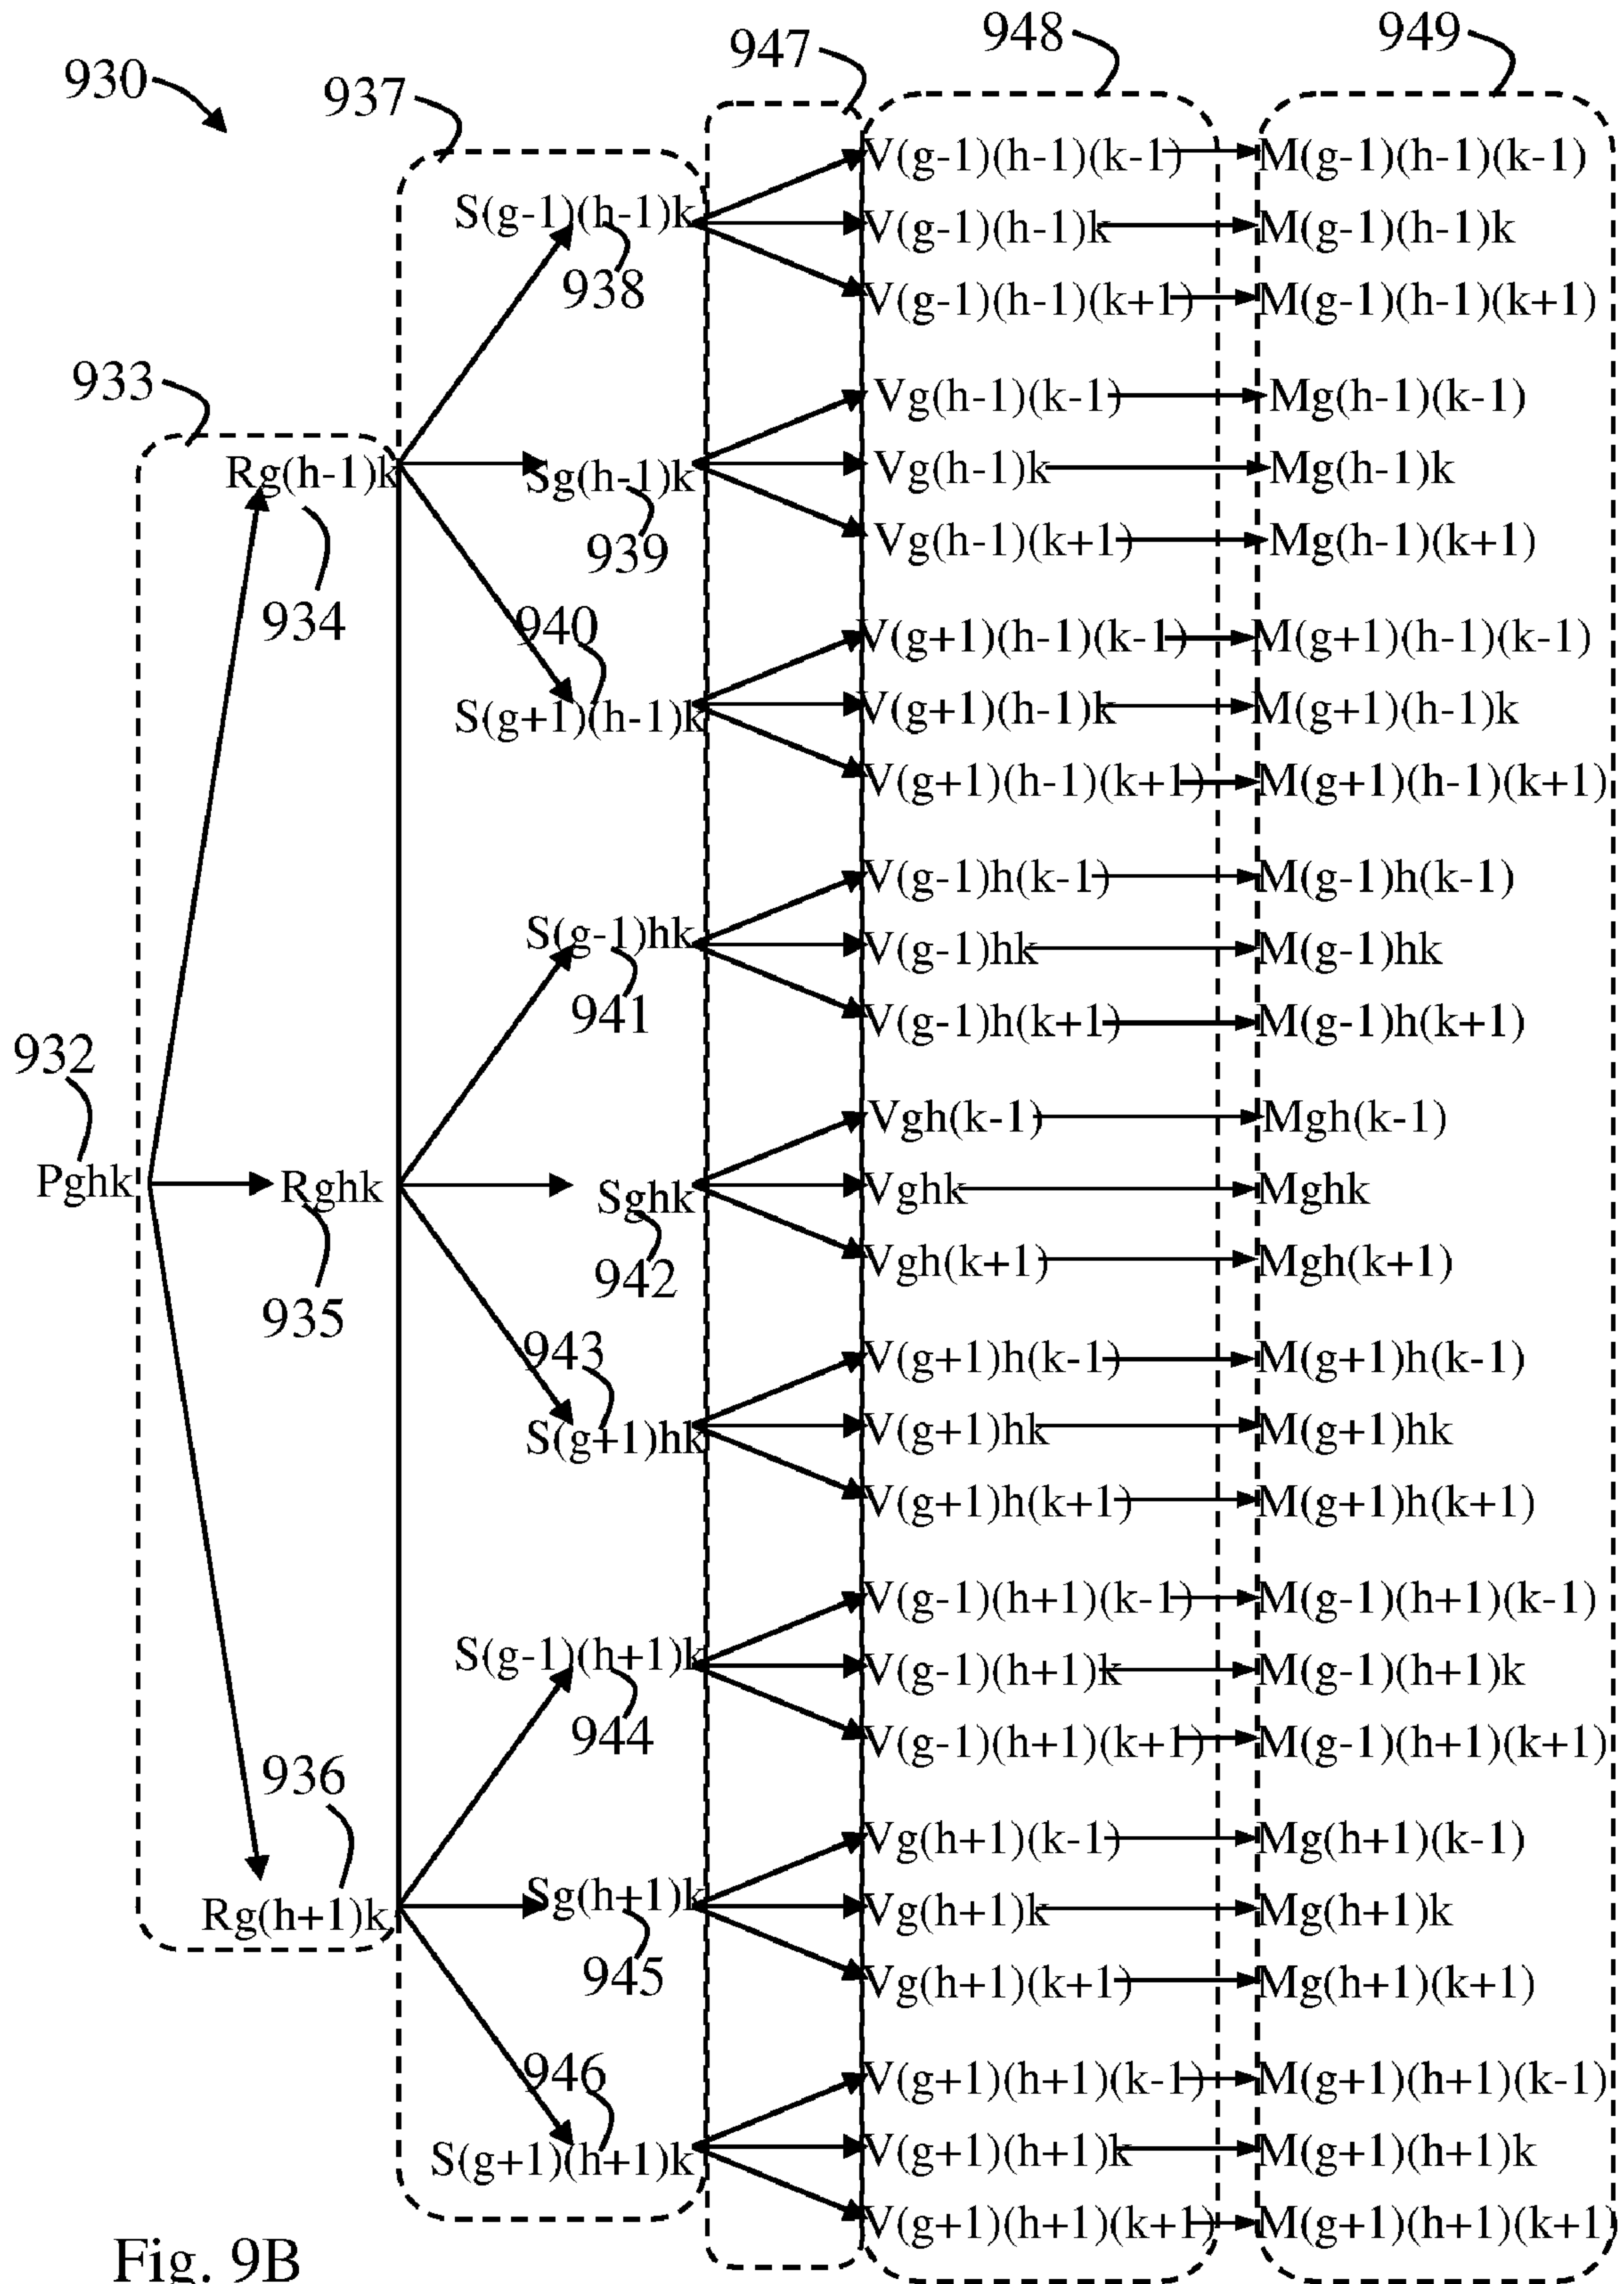 930
937
947
948
949
V(g-1)(h-1)(k-1)
M(g-1)(h-1)(k-1)
S(g-1)(h-1)k
938
V(g-1)(h-1)k
M(g-1)(h-1)k
V(g-1)(h-1)(k+1)
M(g-1)(h-1)(k+1)
933
Vg(h-1)(k-1)
Mg(h-1)(k-1)
Rg(h-1)k
934
Sg(h-1)k
939
Vg(h-1)k
Mg(h-1)k
Vg(h-1)(k+1)
Mg(h-1)(k+1)
940
V(g+1)(h-1)(k-1)
M(g+1)(h-1)(k-1)
S(g+1)(h-1)k
V(g+1)(h-1)k
M(g+1)(h-1)k
V(g+1)(h-1)(k+1)
M(g+1)(h-1)(k+1)
V(g-1)h(k-1)
M(g-1)h(k-1)
S(g-1)hk
941
V(g-1)hk
M(g-1)hk
V(g-1)h(k+1)
M(g-1)h(k+1)
932
Vgh(k-1)
Mgh(k-1)
Pghk
Rghk
935
Sghk
942
Vghk
Mghk
Vgh(k+1)
Mgh(k+1)
943
V(g+1)h(k-1)
M(g+1)h(k-1)
S(g+1)hk
V(g+1)hk
M(g+1)hk
V(g+1)h(k+1)
M(g+1)h(k+1)
V(g-1)(h+1)(k-1)
M(g-1)(h+1)(k-1)
S(g-1)(h+1)k
944
V(g-1)(h+1)k
M(g-1)(h+1)k
V(g-1)(h+1)(k+1)
M(g-1)(h+1)(k+1)
936
Vg(h+1)(k-1)
Mg(h+1)(k-1)
Rg(h+1)k
Sg(h+1)k
945
Vg(h+1)k
Mg(h+1)k
Vg(h+1)(k+1)
Mg(h+1)(k+1)
946
V(g+1)(h+1)(k-1)
M(g+1)(h+1)(k-1)
S(g+1)(h+1)k
V(g+1)(h+1)k
M(g+1)(h+1)k
V(g+1)(h+1)(k+1)
M(g+1)(h+1)(k+1)
Fig. 9B